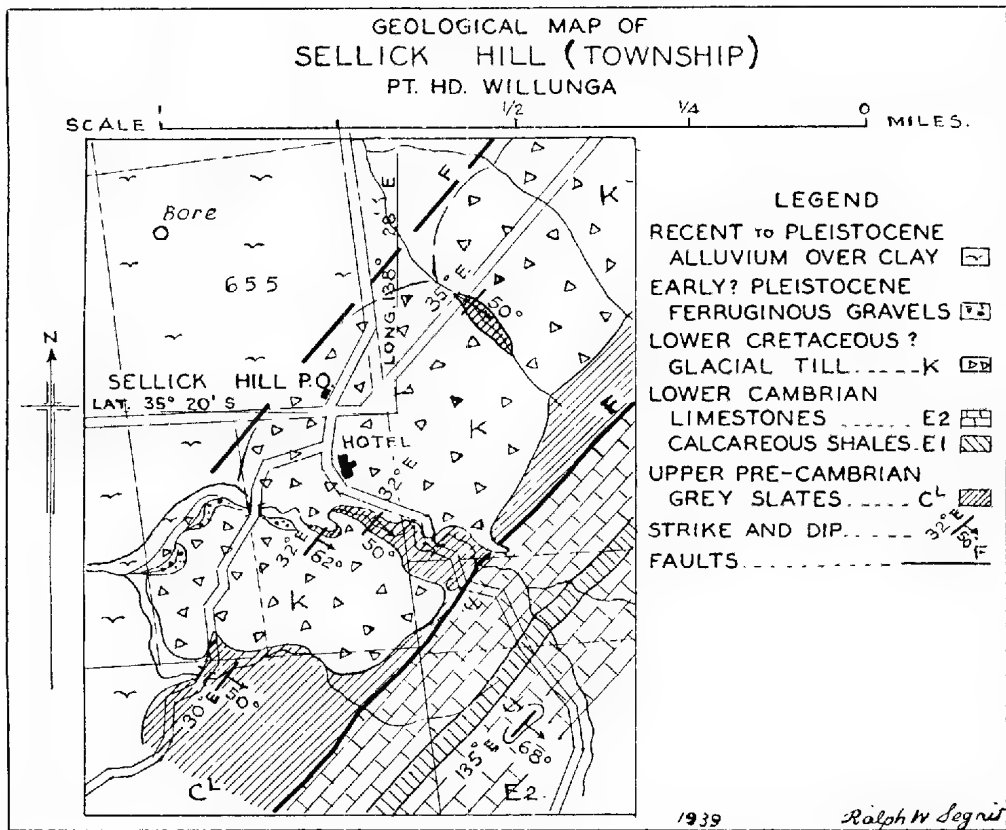 GEOLOGICAL MAP OF
SELLICK HILL (TOWNSHIP)
PT. HD. WILLUNGA
SCALE 1/2 1/4 0 MILES.
Bore
655
LONG. 138° 28' E
F
K
35° E.
50°
SELLICK HILL P.O.
LAT. 35° 20' S
HOTEL
K
F
32° E
50°
32° E
62°
K
30° E
50°
135° E
68°
CL
E2
N
LEGEND
RECENT TO PLEISTOCENE
ALLUVIUM OVER CLAY
EARLY? PLEISTOCENE
FERRUGINOUS GRAVELS
LOWER CRETACEOUS?
GLACIAL TILL.....K
LOWER CAMBRIAN
LIMESTONES ...... E2
CALCAREOUS SHALES.E1
UPPER PRE-CAMBRIAN
GREY SLATES.....CL
STRIKE AND DIP... 32° E 50°
FAULTS............ F
1939 Ralph W Segnit